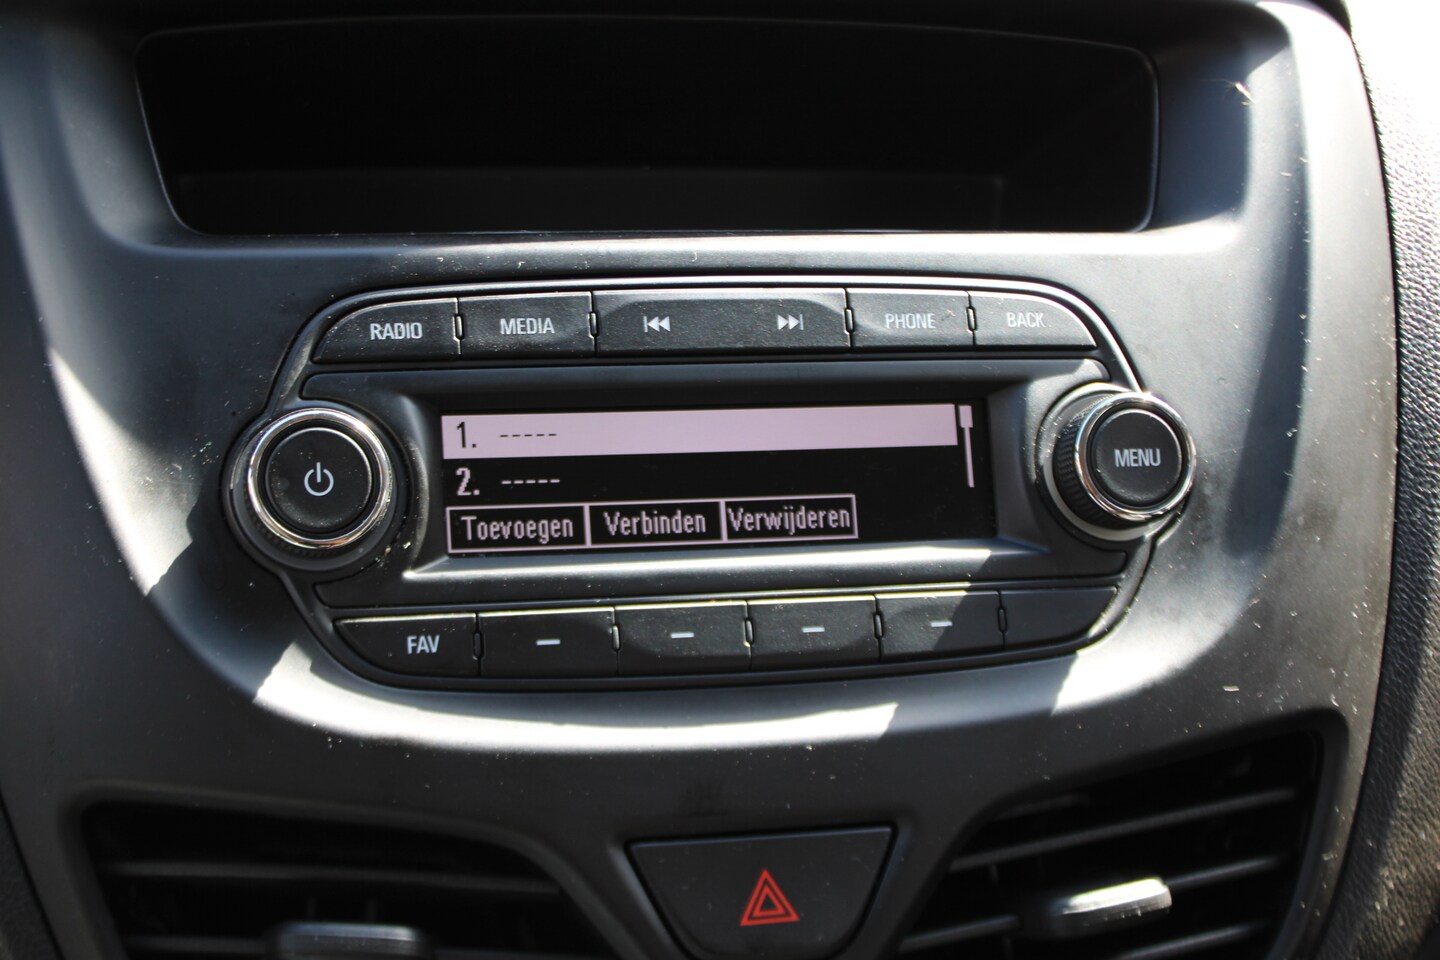 RADIO MEDIA PHONE BACK
1. -----
2. -----
MENU
Toevoegen Verbinden Verwijderen
FAV